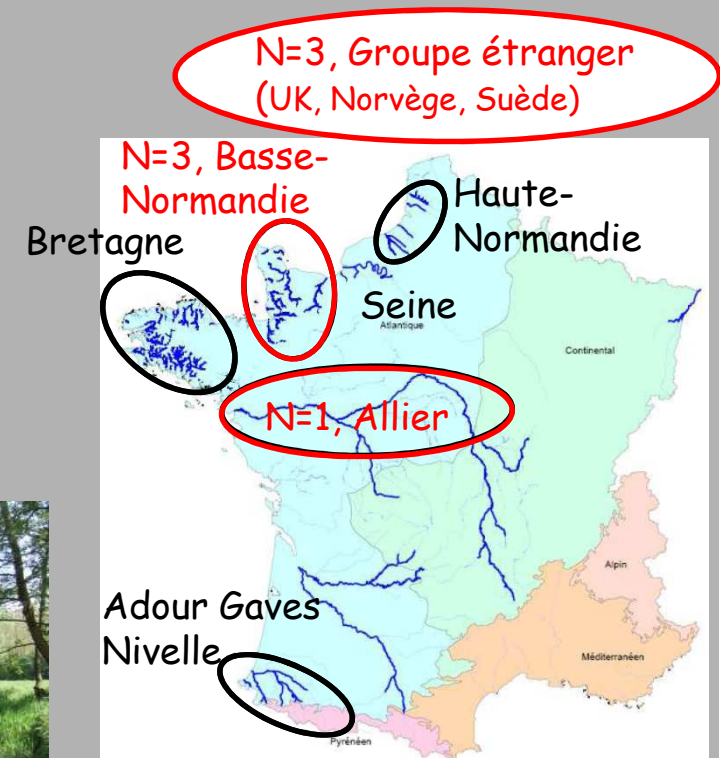 N=3, Groupe étranger
(UK, Norvège, Suède)
N=3, Basse-
Normandie
Haute-
Normandie
Bretagne
Seine
Atlantique
Continental
N=1, Allier
Alpin
Adour Gaves
Nivelle
Méditerranéen
Pyrénéen